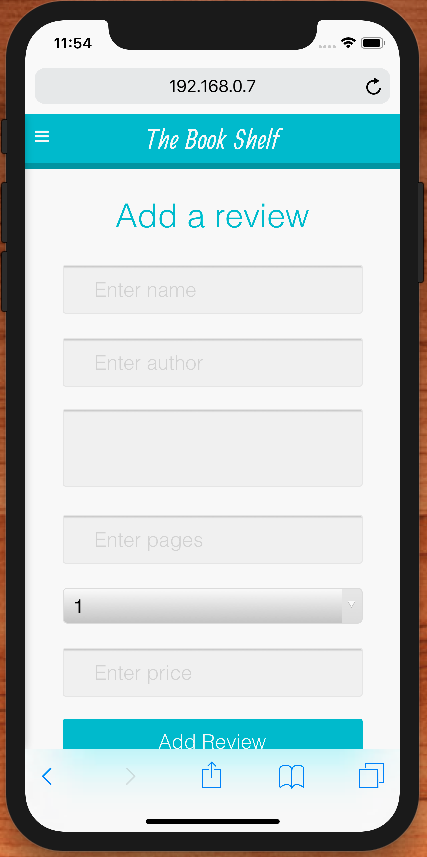 11:54
192.168.0.7
The Book Shelf
Add a review
Enter name
Enter author
Enter pages
1
Enter price
Add Review